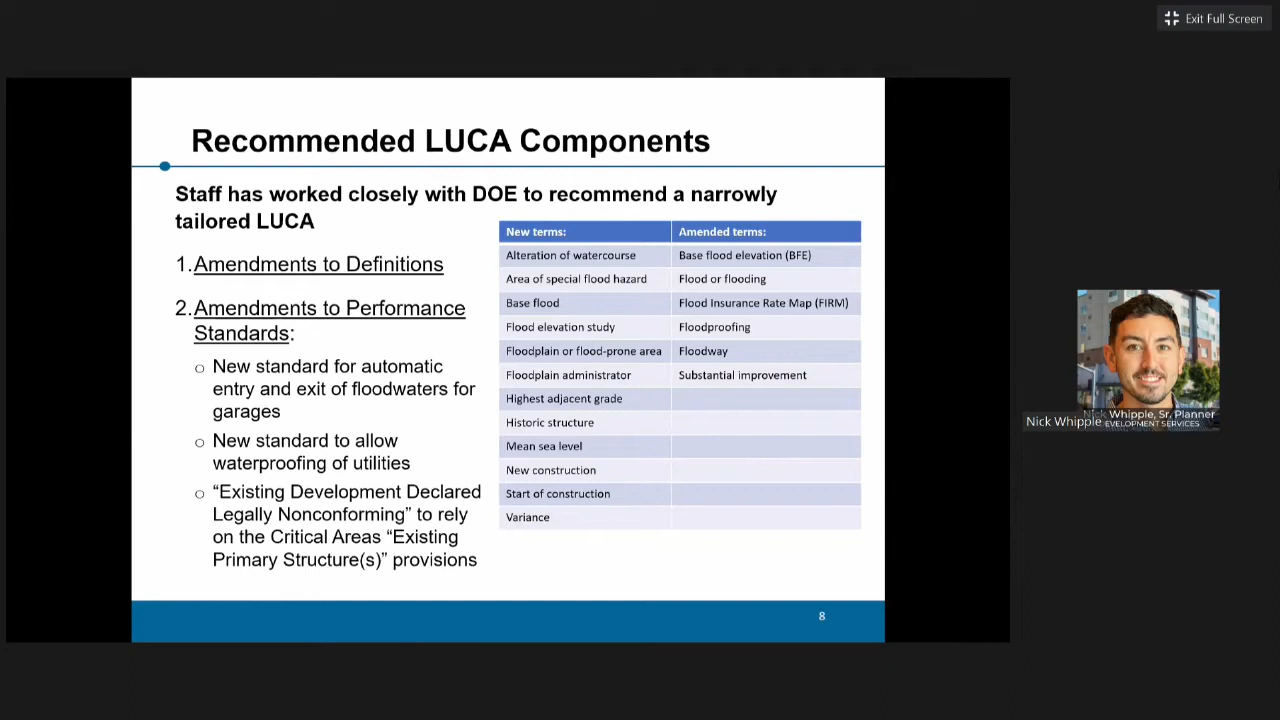 Exit Full Screen
Recommended LUCA Components
Staff has worked closely with DOE to recommend a narrowly
tailored LUCA
1. Amendments to Definitions
2. Amendments to Performance
Standards:
○ New standard for automatic
entry and exit of floodwaters for
garages
○ New standard to allow
waterproofing of utilities
○ “Existing Development Declared
Legally Nonconforming” to rely
on the Critical Areas “Existing
Primary Structure(s)” provisions
New terms: Amended terms:
Alteration of watercourse Base flood elevation (BFE)
Area of special flood hazard Flood or flooding
Base flood Flood Insurance Rate Map (FIRM)
Flood elevation study Floodproofing
Floodplain or flood-prone area Floodway
Floodplain administrator Substantial improvement
Highest adjacent grade
Historic structure
Mean sea level
New construction
Start of construction
Variance
8
Whipple, Sr. Planner
Nick Whipple
EVELOPMENT SERVICES